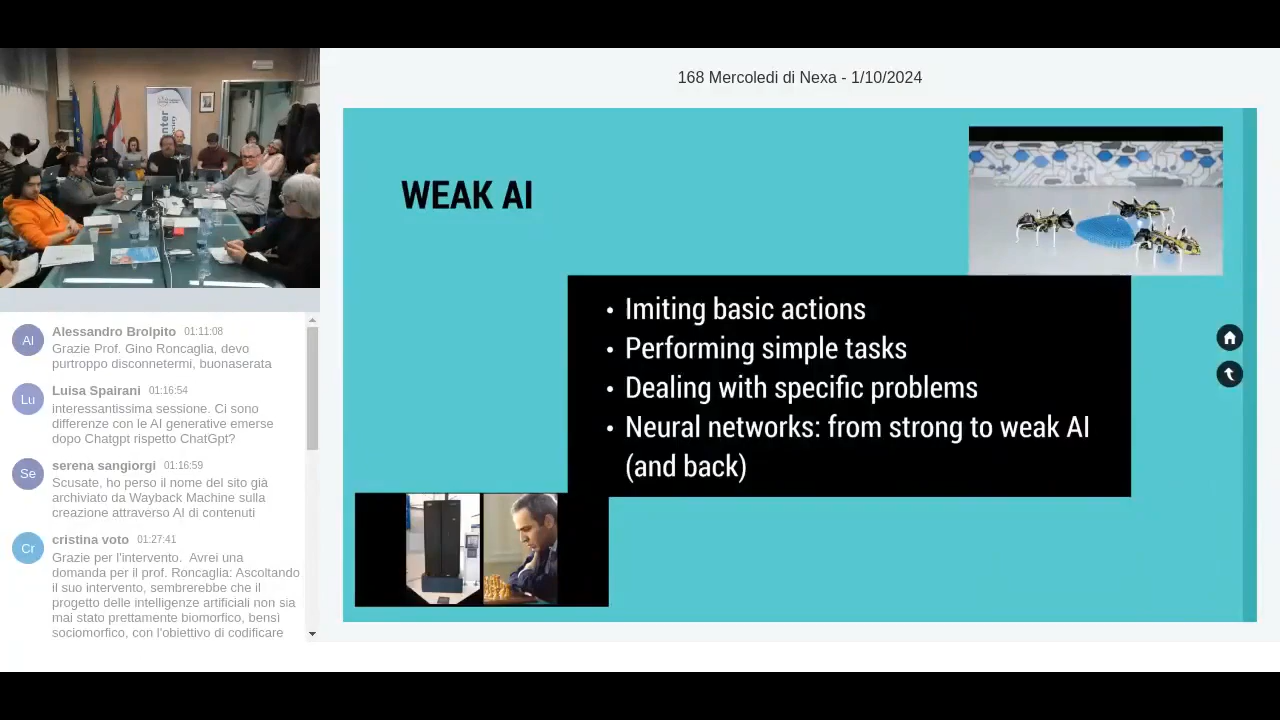 168 Mercoledi di Nexa - 1/10/2024
WEAK AI
• Imiting basic actions
• Performing simple tasks
• Dealing with specific problems
• Neural networks: from strong to weak AI
(and back)
Al
Alessandro Brolpito 01:11:08
Grazie Prof. Gino Roncaglia, devo
purtroppo disconnetermi, buonaserata
Lu
Luisa Spairani 01:16:54
interessantissima sessione. Ci sono
differenze con le AI generative emerse
dopo Chatgpt rispetto ChatGpt?
Se
serena sangiorgi 01:16:59
Scusate, ho perso il nome del sito già
archiviato da Wayback Machine sulla
creazione attraverso AI di contenuti
Cr
cristina voto 01:27:41
Grazie per l'intervento. Avrei una
domanda per il prof. Roncaglia: Ascoltando
il suo intervento, sembrerebbe che il
progetto delle intelligenze artificiali non sia
mai stato prettamente biomorfico, bensì
sociomorfico, con l'obiettivo di codificare